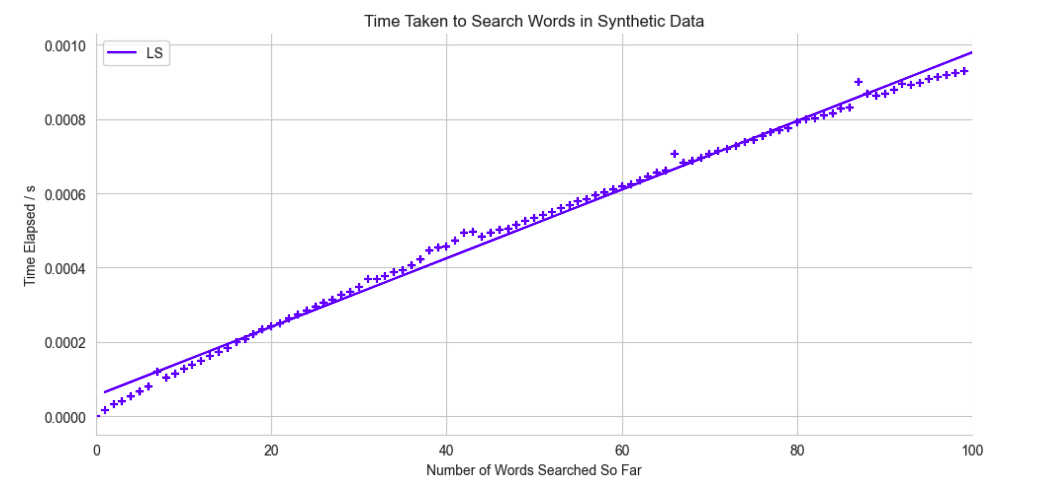 Time Taken to Search Words in Synthetic Data
LS
Time Elapsed / s
0.0010
0.0008
0.0006
0.0004
0.0002
0.0000
0 20 40 60 80 100
Number of Words Searched So Far